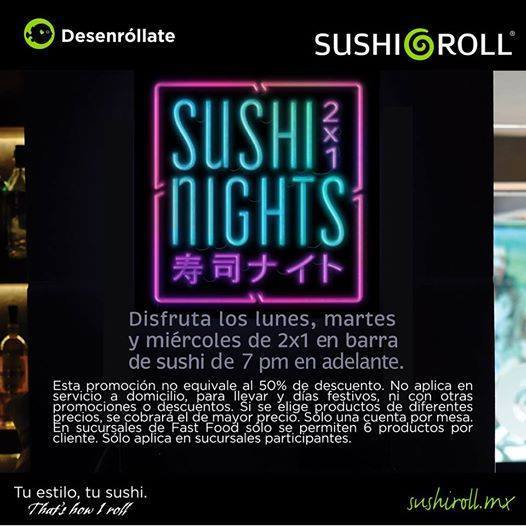 Desenróllate
SUSHI ROLL®
SUSHI
2x1
NIGHTS
寿司ナイト
Disfruta los lunes, martes
y miércoles de 2x1 en barra
de sushi de 7 pm en adelante.
Esta promoción no equivale al 50% de descuento. No aplica en
servicio a domicilio, para llevar y días festivos, ni con otras
promociones o descuentos. Si se elige productos de diferentes
precios, se cobrará el de mayor precio. Sólo una cuenta por mesa.
En sucursales de Fast Food sólo se permiten 6 productos por
cliente. Sólo aplica en sucursales participantes.
Tu estilo, tu sushi.
That's how I roll
sushiroll.mx